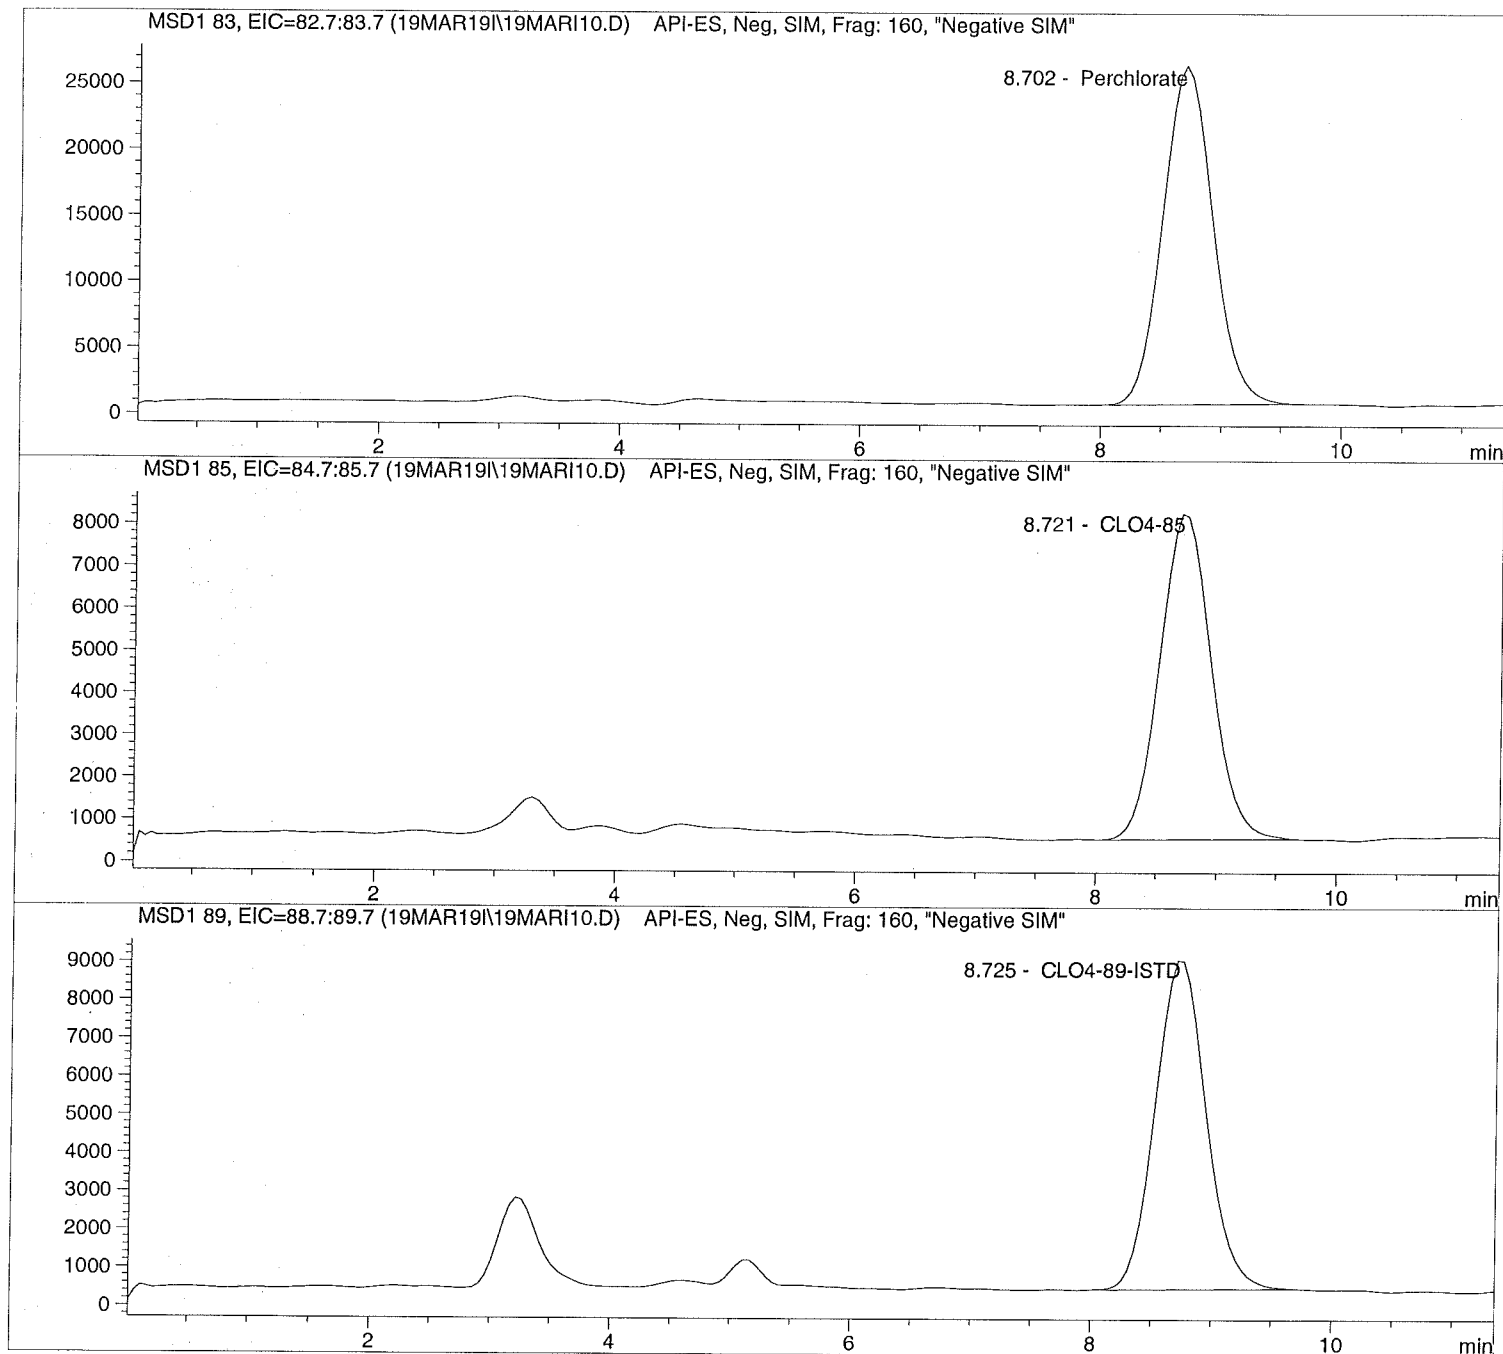 MSD1 83, EIC=82.7:83.7 (19MAR19I\19MARI10.D) API-ES, Neg, SIM, Frag: 160, "Negative SIM"
8.702 - Perchlorate
25000
20000
15000
10000
5000
0
2 4 6 8 10 min
MSD1 85, EIC=84.7:85.7 (19MAR19I\19MARI10.D) API-ES, Neg, SIM, Frag: 160, "Negative SIM"
8.721 - CLO4-85
8000
7000
6000
5000
4000
3000
2000
1000
0
2 4 6 8 10 min
MSD1 89, EIC=88.7:89.7 (19MAR19I\19MARI10.D) API-ES, Neg, SIM, Frag: 160, "Negative SIM"
8.725 - CLO4-89-ISTD
9000
8000
7000
6000
5000
4000
3000
2000
1000
0
2 4 6 8 10 min